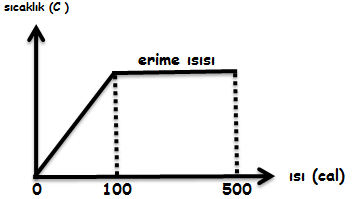 sıcaklık (C )
erime ısısı
0
100
500
ısı (cal)